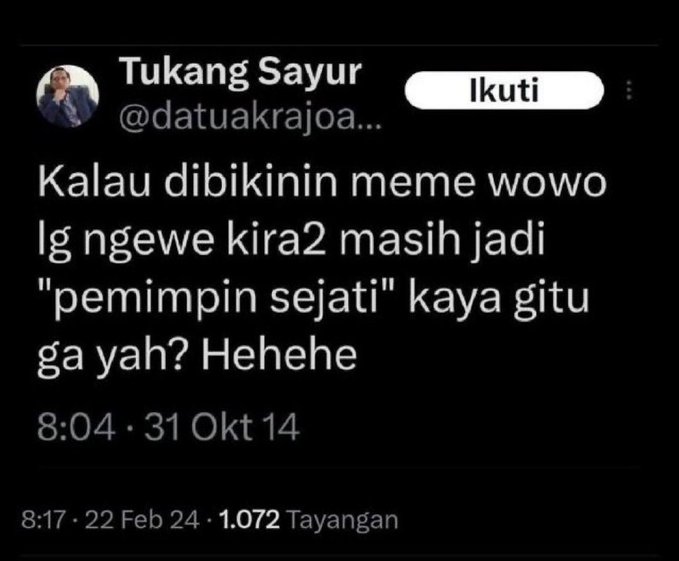 Tukang Sayur
Ikuti
@datuakrajoa...
Kalau dibikinin meme wowo
lg ngewe kira2 masih jadi
"pemimpin sejati" kaya gitu
ga yah? Hehehe
8:04 · 31 Okt 14
8:17 · 22 Feb 24 · 1.072 Tayangan